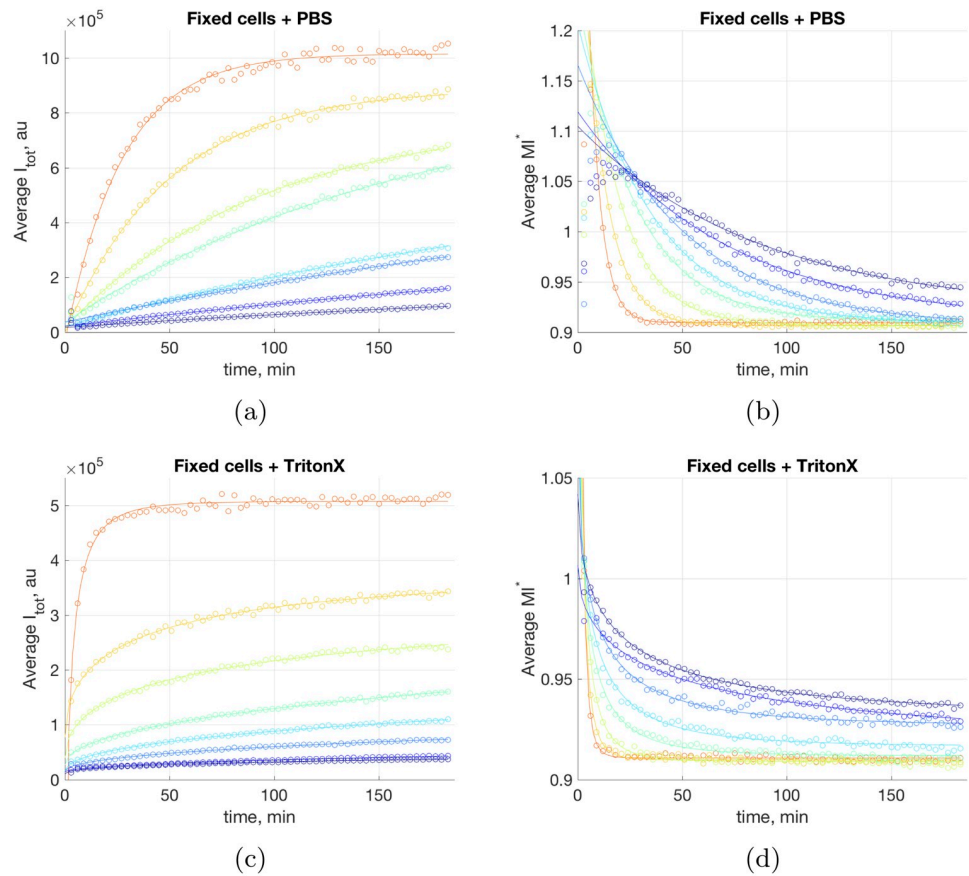 ×10⁵
Fixed cells + PBS
Average I_tot, au
10
8
6
4
2
0
0 50 100 150
time, min
(a)
Fixed cells + PBS
Average MI*
1.2
1.15
1.1
1.05
1
0.95
0.9
0 50 100 150
time, min
(b)
×10⁵
Fixed cells + TritonX
Average I_tot, au
5
4
3
2
1
0
0 50 100 150
time, min
(c)
Fixed cells + TritonX
Average MI*
1.05
1
0.95
0.9
0 50 100 150
time, min
(d)